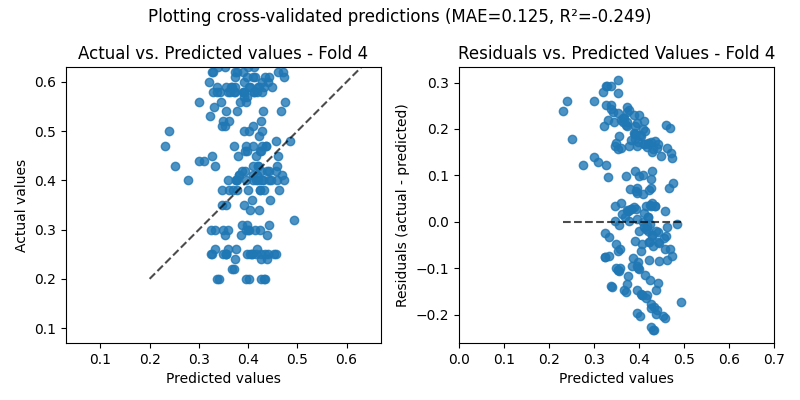 Plotting cross-validated predictions (MAE=0.125, R²=-0.249)
Actual vs. Predicted values - Fold 4
Actual values
0.6
0.5
0.4
0.3
0.2
0.1
0.1 0.2 0.3 0.4 0.5 0.6
Predicted values
Residuals vs. Predicted Values - Fold 4
Residuals (actual - predicted)
0.3
0.2
0.1
0.0
−0.1
−0.2
0.0 0.1 0.2 0.3 0.4 0.5 0.6 0.7
Predicted values